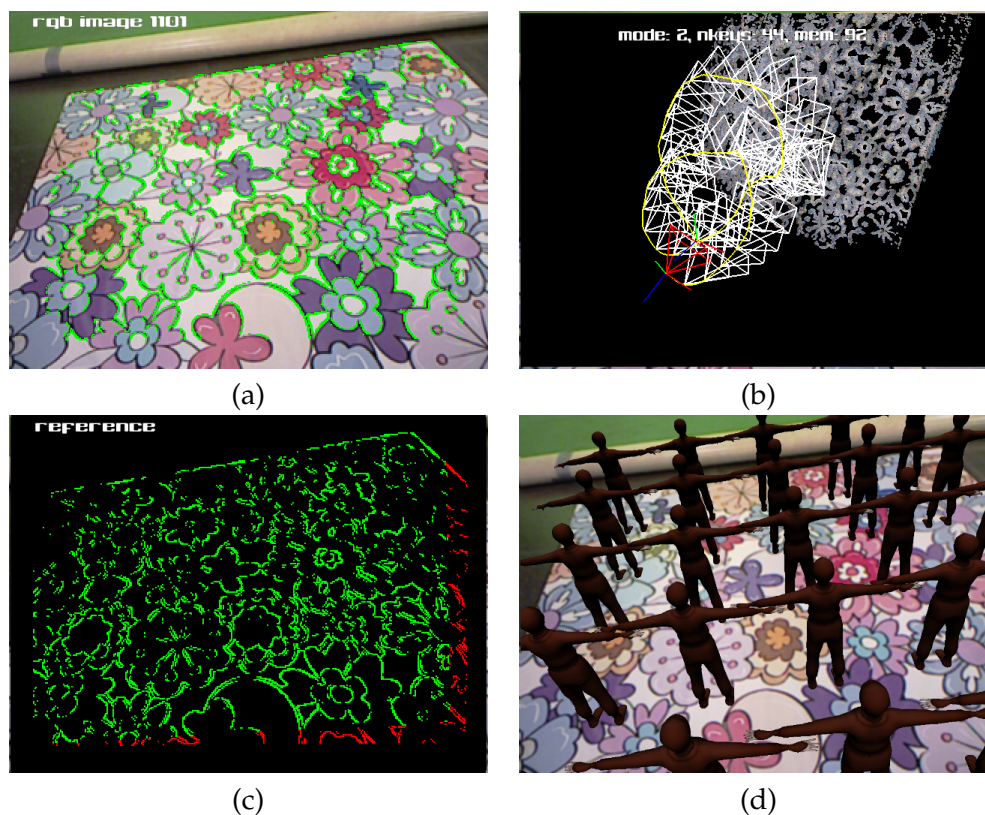 rgb image 1101
mode: 2, nkeys: 44, mem: 92
(a)
(b)
reference
(c)
(d)